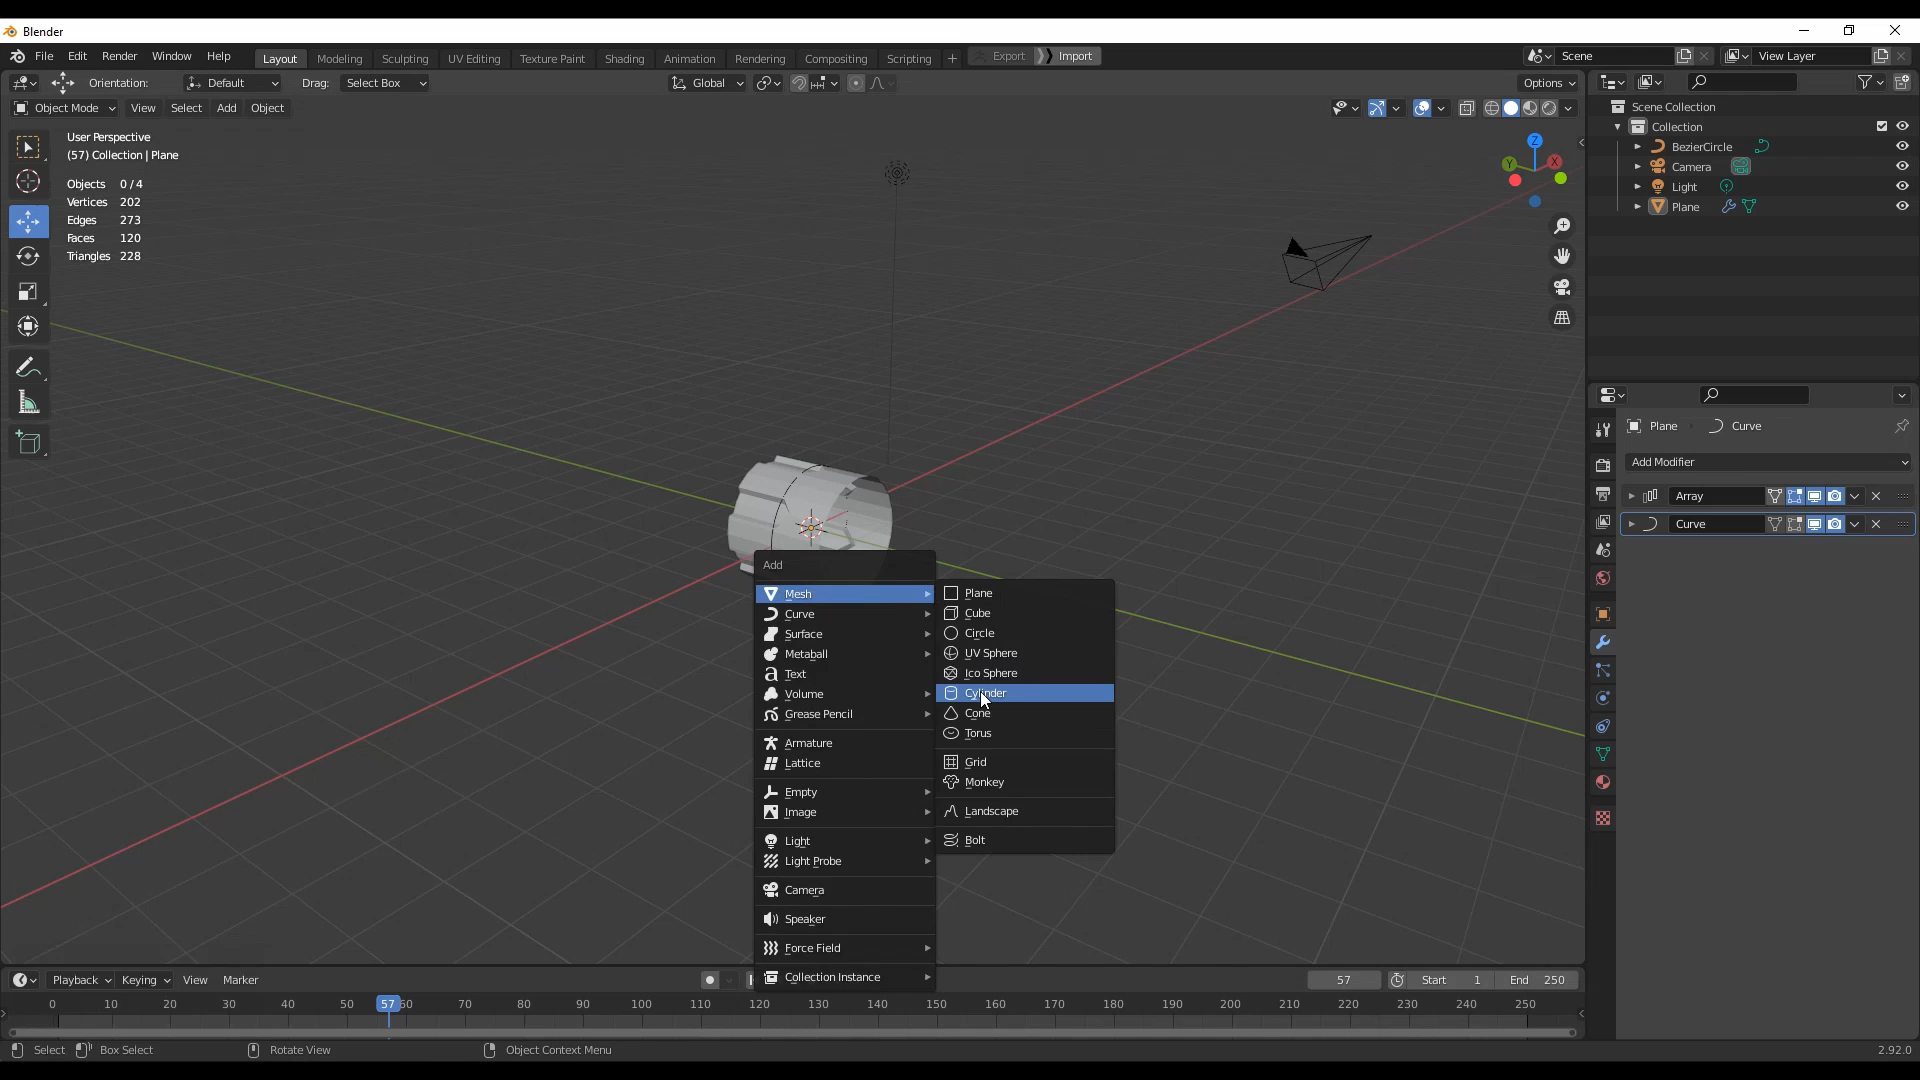 Blender
File Edit Render Window Help Layout Modeling Sculpting UV Editing Texture Paint Shading Animation Rendering Compositing Scripting + Export Import Scene View Layer
Orientation: Default Drag: Select Box Global Options
Object Mode View Select Add Object
User Perspective
(57) Collection | Plane
Objects 0/4
Vertices 202
Edges 273
Faces 120
Triangles 228
Z
Y
X
Scene Collection
Collection
BezierCircle
Camera
Light
Plane
Plane Curve
Add Modifier
Array
Curve
Add
Mesh
Curve
Surface
Metaball
Text
Volume
Grease Pencil
Armature
Lattice
Empty
Image
Light
Light Probe
Camera
Speaker
Force Field
Collection Instance
Plane
Cube
Circle
UV Sphere
Ico Sphere
Cylinder
Cone
Torus
Grid
Monkey
Landscape
Bolt
Playback Keying View Marker 57 Start 1 End 250
0 10 20 30 40 50 57 60 70 80 90 100 110 120 130 140 150 160 170 180 190 200 210 220 230 240 250
Select Box Select Rotate View Object Context Menu 2.92.0